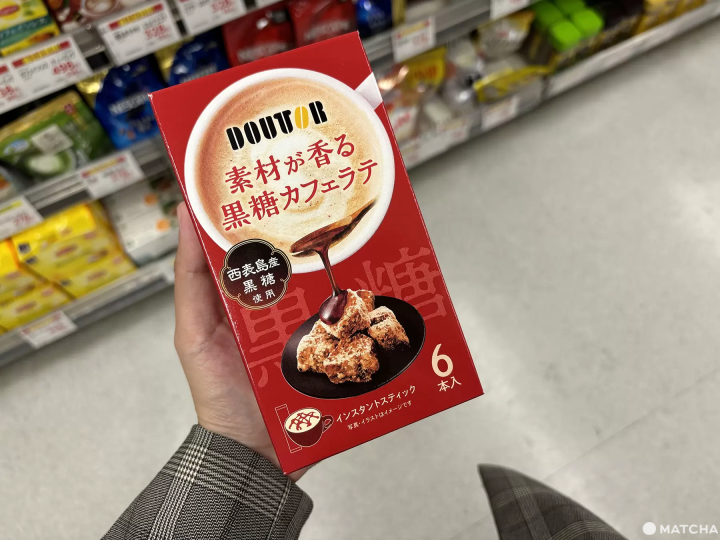 DOUTOR
素材が香る
黒糖カフェラテ
西表島産
黒糖
使用
黒糖
6
本入
インスタントスティック
写真・イラストはイメージです
MATCHA